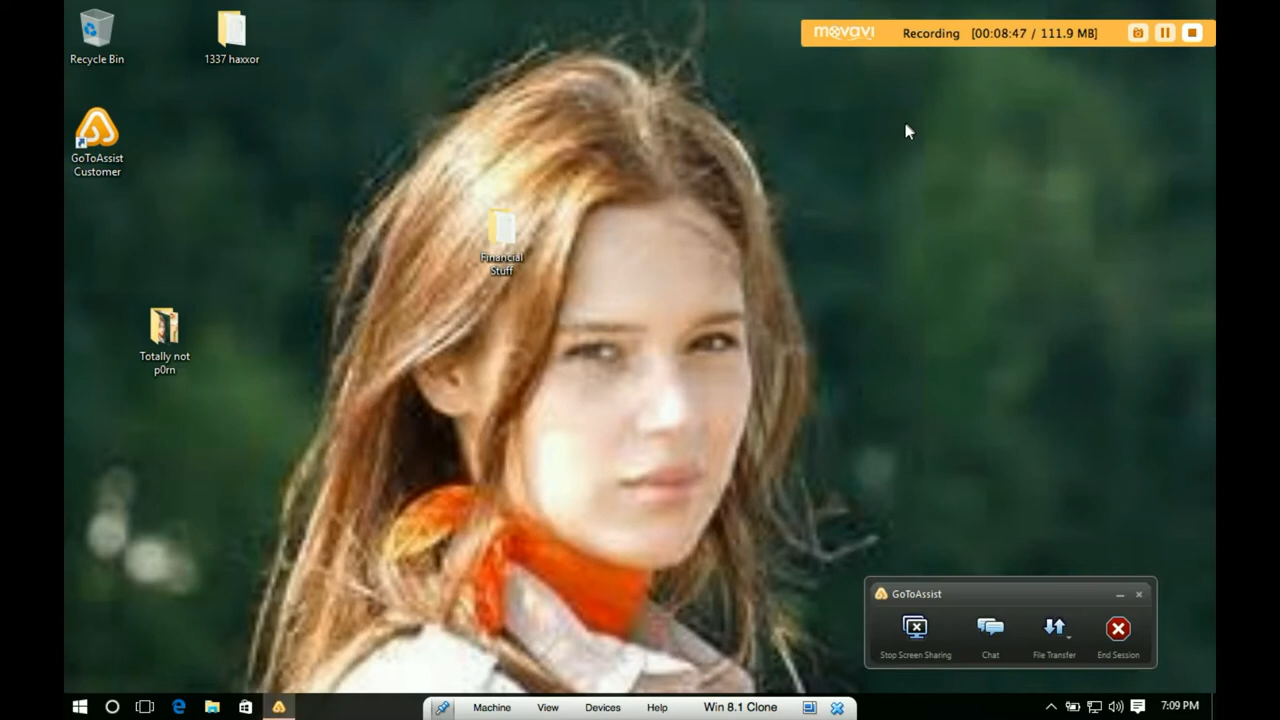 Recycle Bin
1337 haxxor
movavi
Recording [00:08:47 / 111.9 MB]
GoToAssist
Customer
Financial
Stuff
Totally not
p0rn
GoToAssist
Stop Screen Sharing
Chat
File Transfer
End Session
Machine
View
Devices
Help
Win 8.1 Clone
7:09 PM